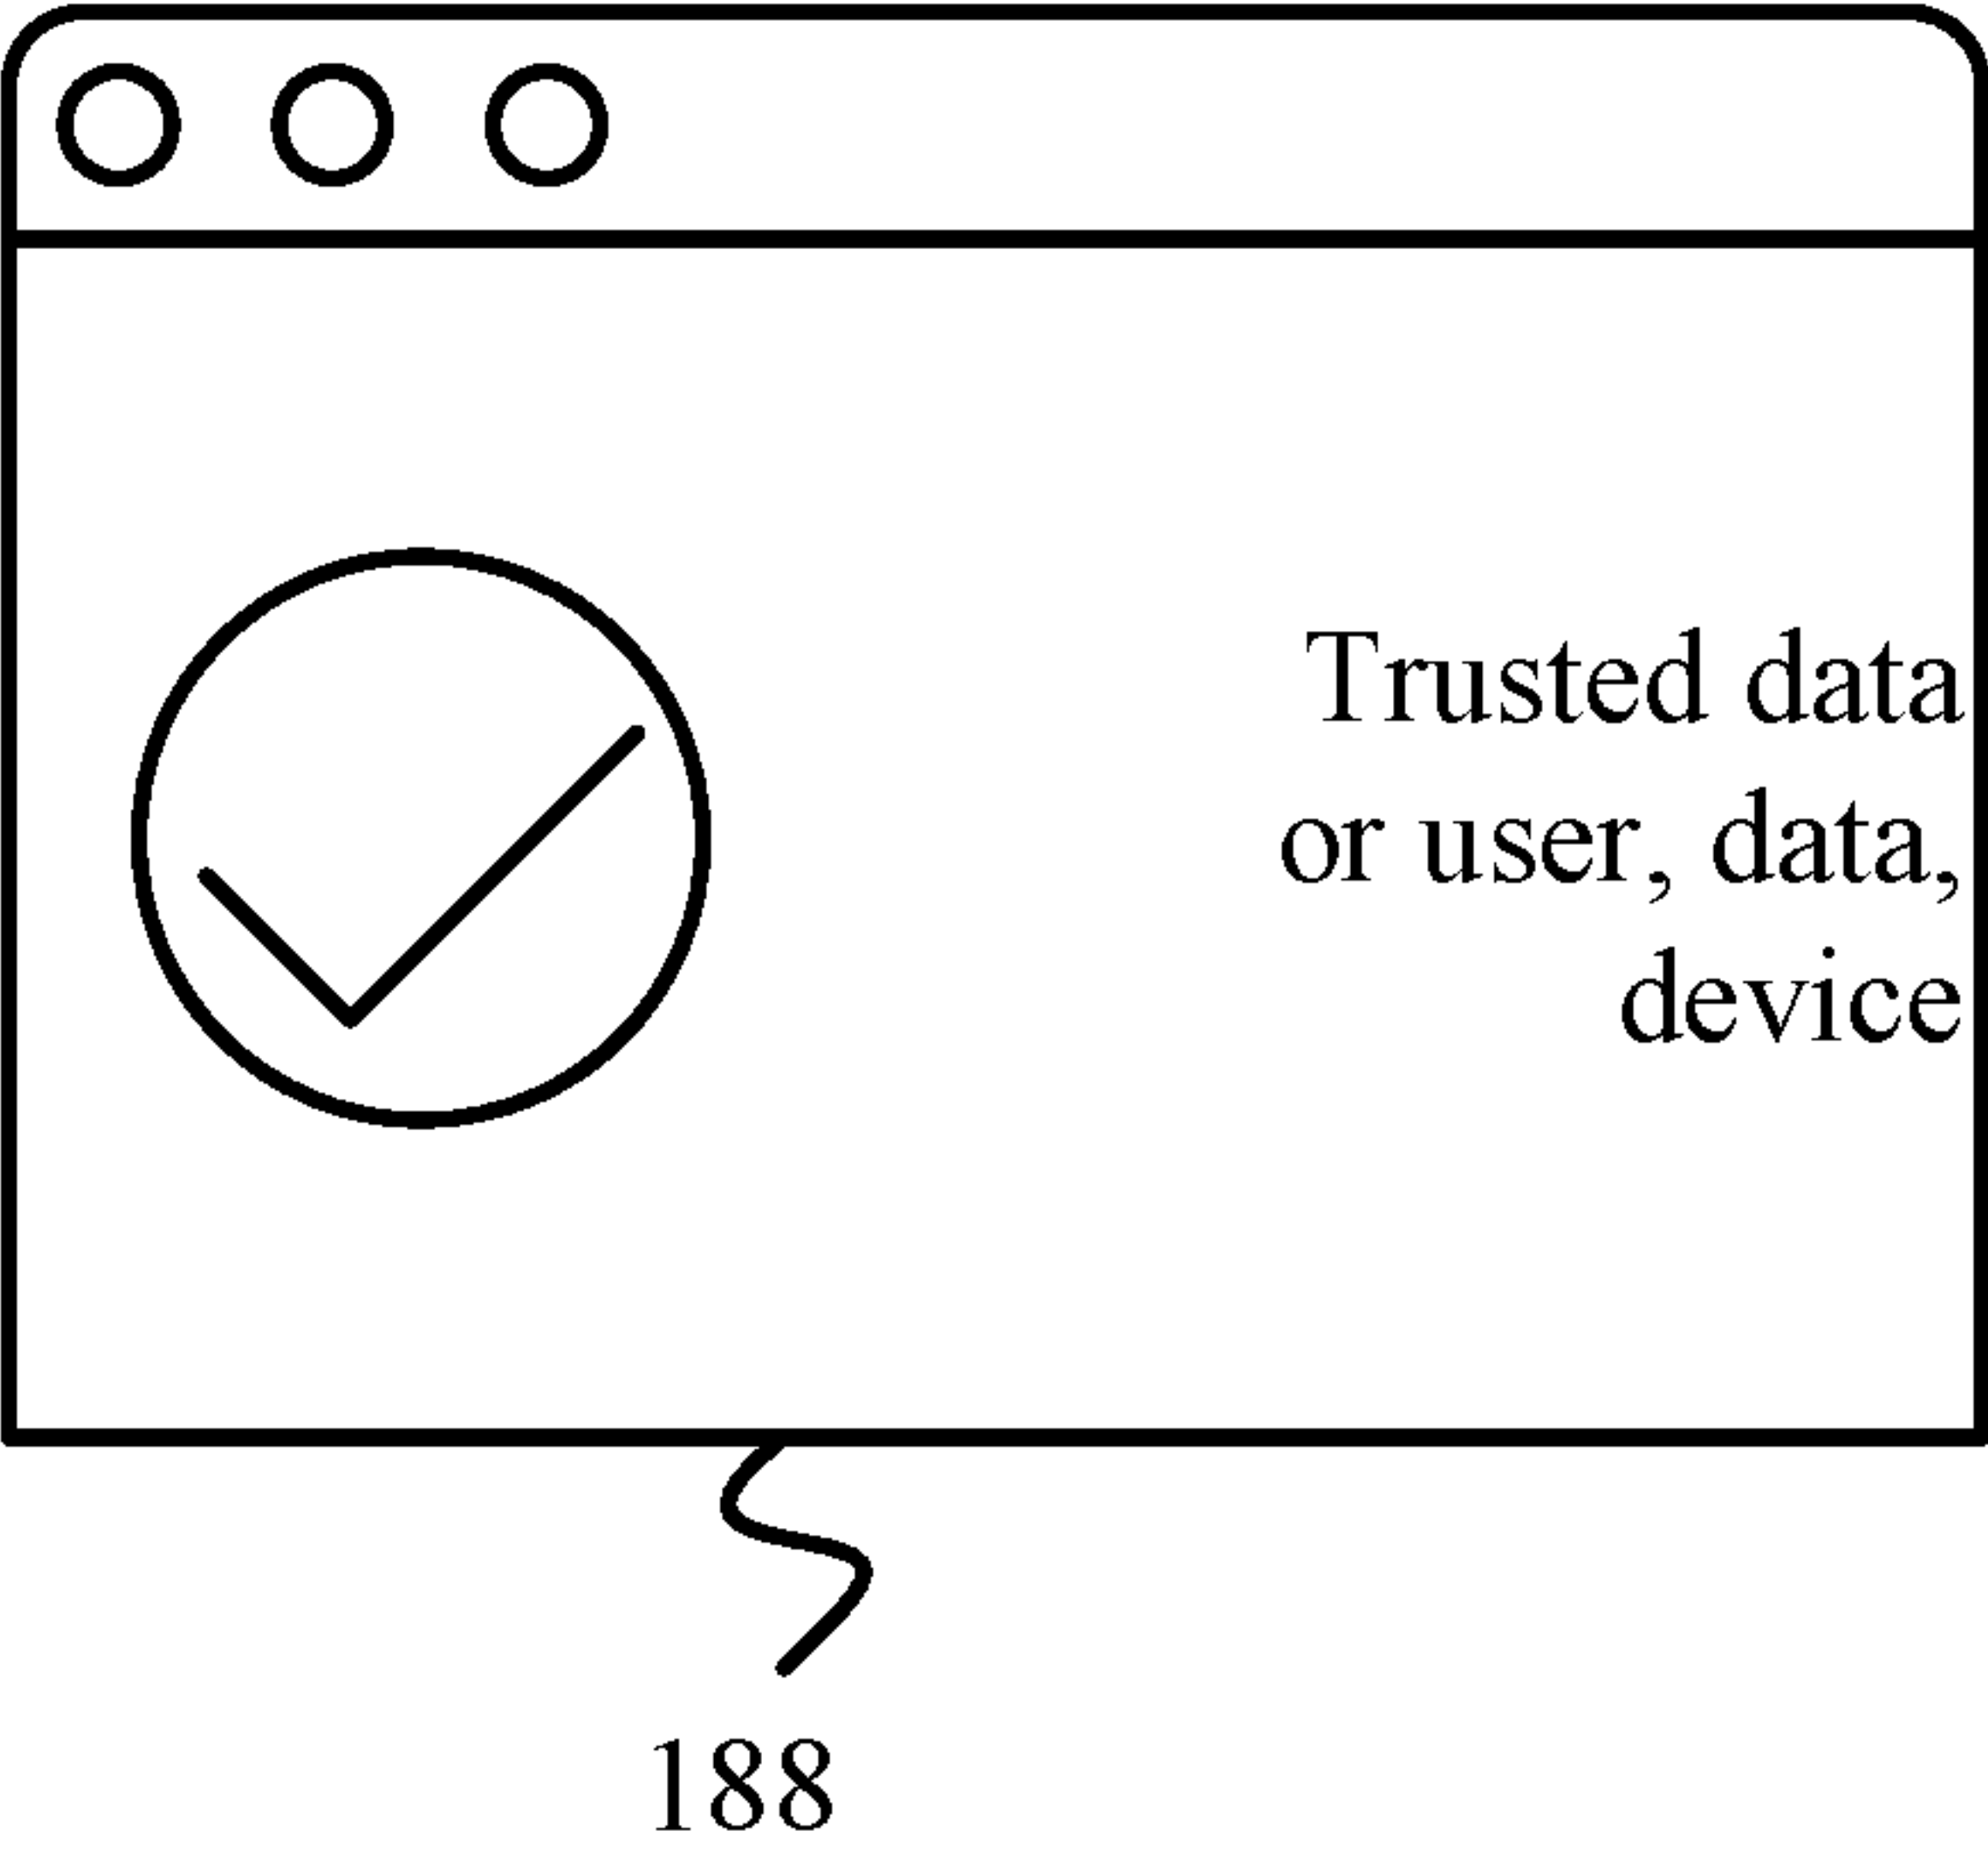 Trusted data
or user, data,
device
188